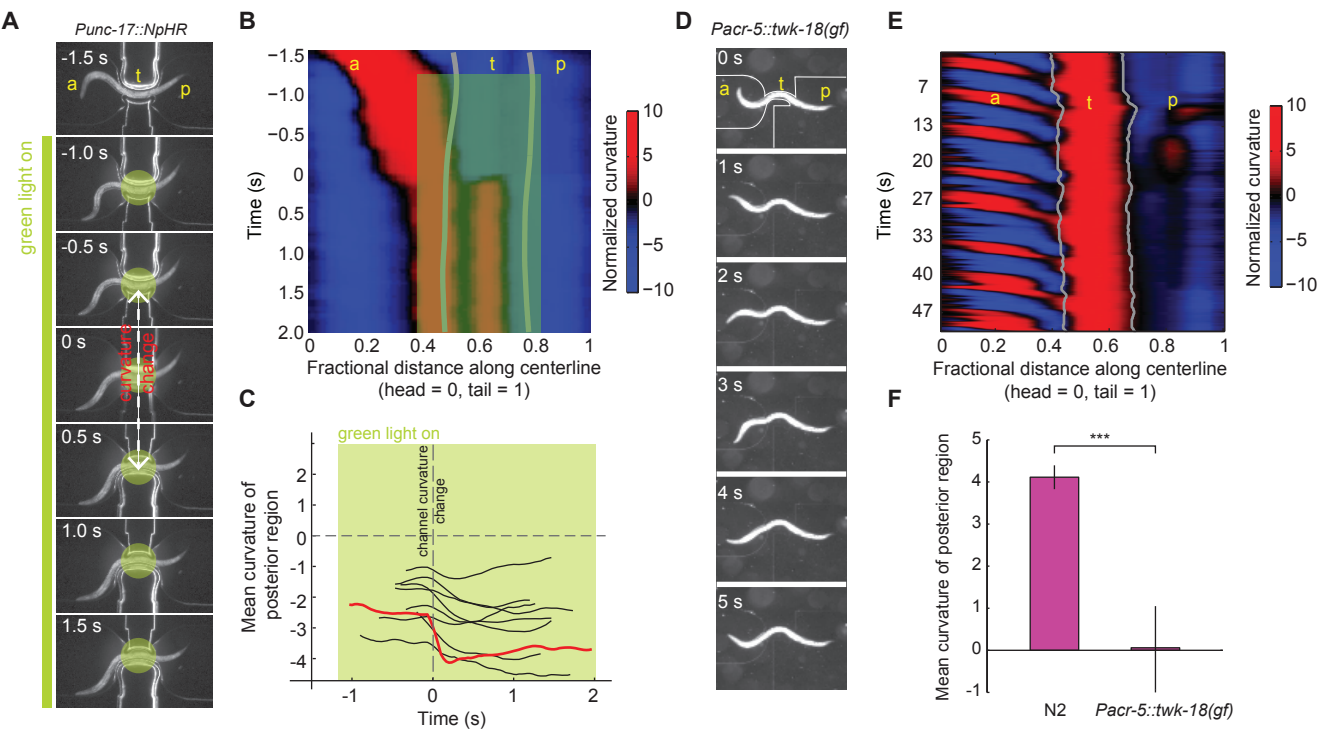 A
Punc-17::NpHR
-1.5 s
a
t
p
green light on
-1.0 s
-0.5 s
0 s
curvature
change
0.5 s
1.0 s
1.5 s
B
a
t
p
Time (s)
-1.5
-1.0
-0.5
0
0.5
1.0
1.5
2.0
0
0.2
0.4
0.6
0.8
1
Fractional distance along centerline
(head = 0, tail = 1)
10
5
0
−5
−10
Normalized curvature
C
green light on
channel curvature
change
Mean curvature of
posterior region
2
1
0
-1
-2
-3
-4
-1
0
1
2
Time (s)
D
Pacr-5::twk-18(gf)
0 s
a
t
p
1 s
2 s
3 s
4 s
5 s
E
a
t
p
Time (s)
7
13
20
27
33
40
47
0
0.2
0.4
0.6
0.8
1
Fractional distance along centerline
(head = 0, tail = 1)
10
5
0
−5
−10
Normalized curvature
F
Mean curvature of posterior region
5
4
3
2
1
0
-1
***
N2
Pacr-5::twk-18(gf)